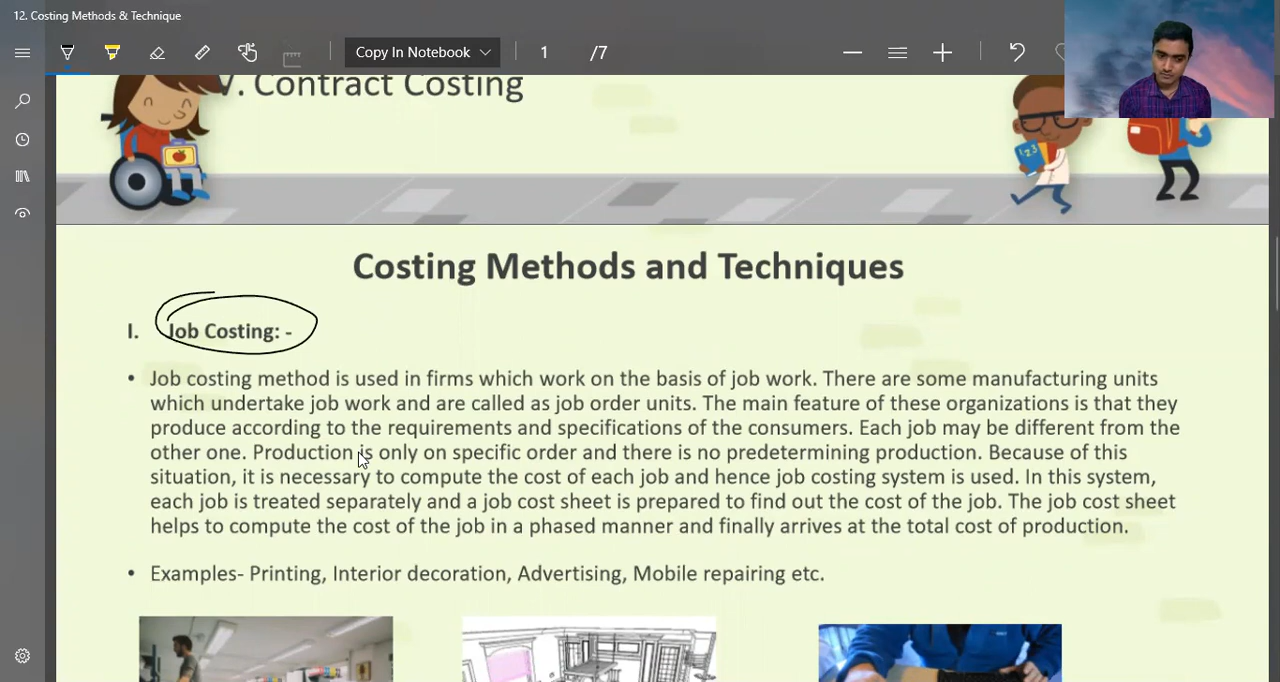 12. Costing Methods & Technique
Copy In Notebook
1
/7
V. Contract Costing
123
Costing Methods and Techniques
I. Job Costing: -
• Job costing method is used in firms which work on the basis of job work. There are some manufacturing units
which undertake job work and are called as job order units. The main feature of these organizations is that they
produce according to the requirements and specifications of the consumers. Each job may be different from the
other one. Production is only on specific order and there is no predetermining production. Because of this
situation, it is necessary to compute the cost of each job and hence job costing system is used. In this system,
each job is treated separately and a job cost sheet is prepared to find out the cost of the job. The job cost sheet
helps to compute the cost of the job in a phased manner and finally arrives at the total cost of production.
• Examples- Printing, Interior decoration, Advertising, Mobile repairing etc.